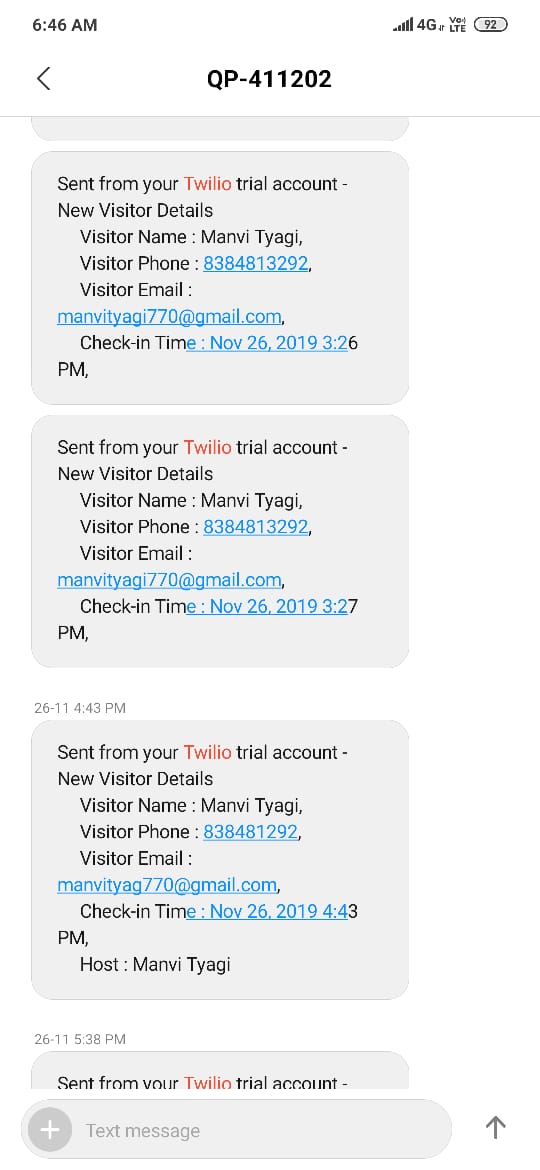 6:46 AM
4G
Vo) LTE
92
QP-411202
Sent from your Twilio trial account -
New Visitor Details
Visitor Name : Manvi Tyagi,
Visitor Phone : 8384813292,
Visitor Email :
manvityagi770@gmail.com,
Check-in Time : Nov 26, 2019 3:26
PM,
Sent from your Twilio trial account -
New Visitor Details
Visitor Name : Manvi Tyagi,
Visitor Phone : 8384813292,
Visitor Email :
manvityagi770@gmail.com,
Check-in Time : Nov 26, 2019 3:27
PM,
26-11 4:43 PM
Sent from your Twilio trial account -
New Visitor Details
Visitor Name : Manvi Tyagi,
Visitor Phone : 838481292,
Visitor Email :
manvityag770@gmail.com,
Check-in Time : Nov 26, 2019 4:43
PM,
Host : Manvi Tyagi
26-11 5:38 PM
Sent from your Twilio trial account -
Text message